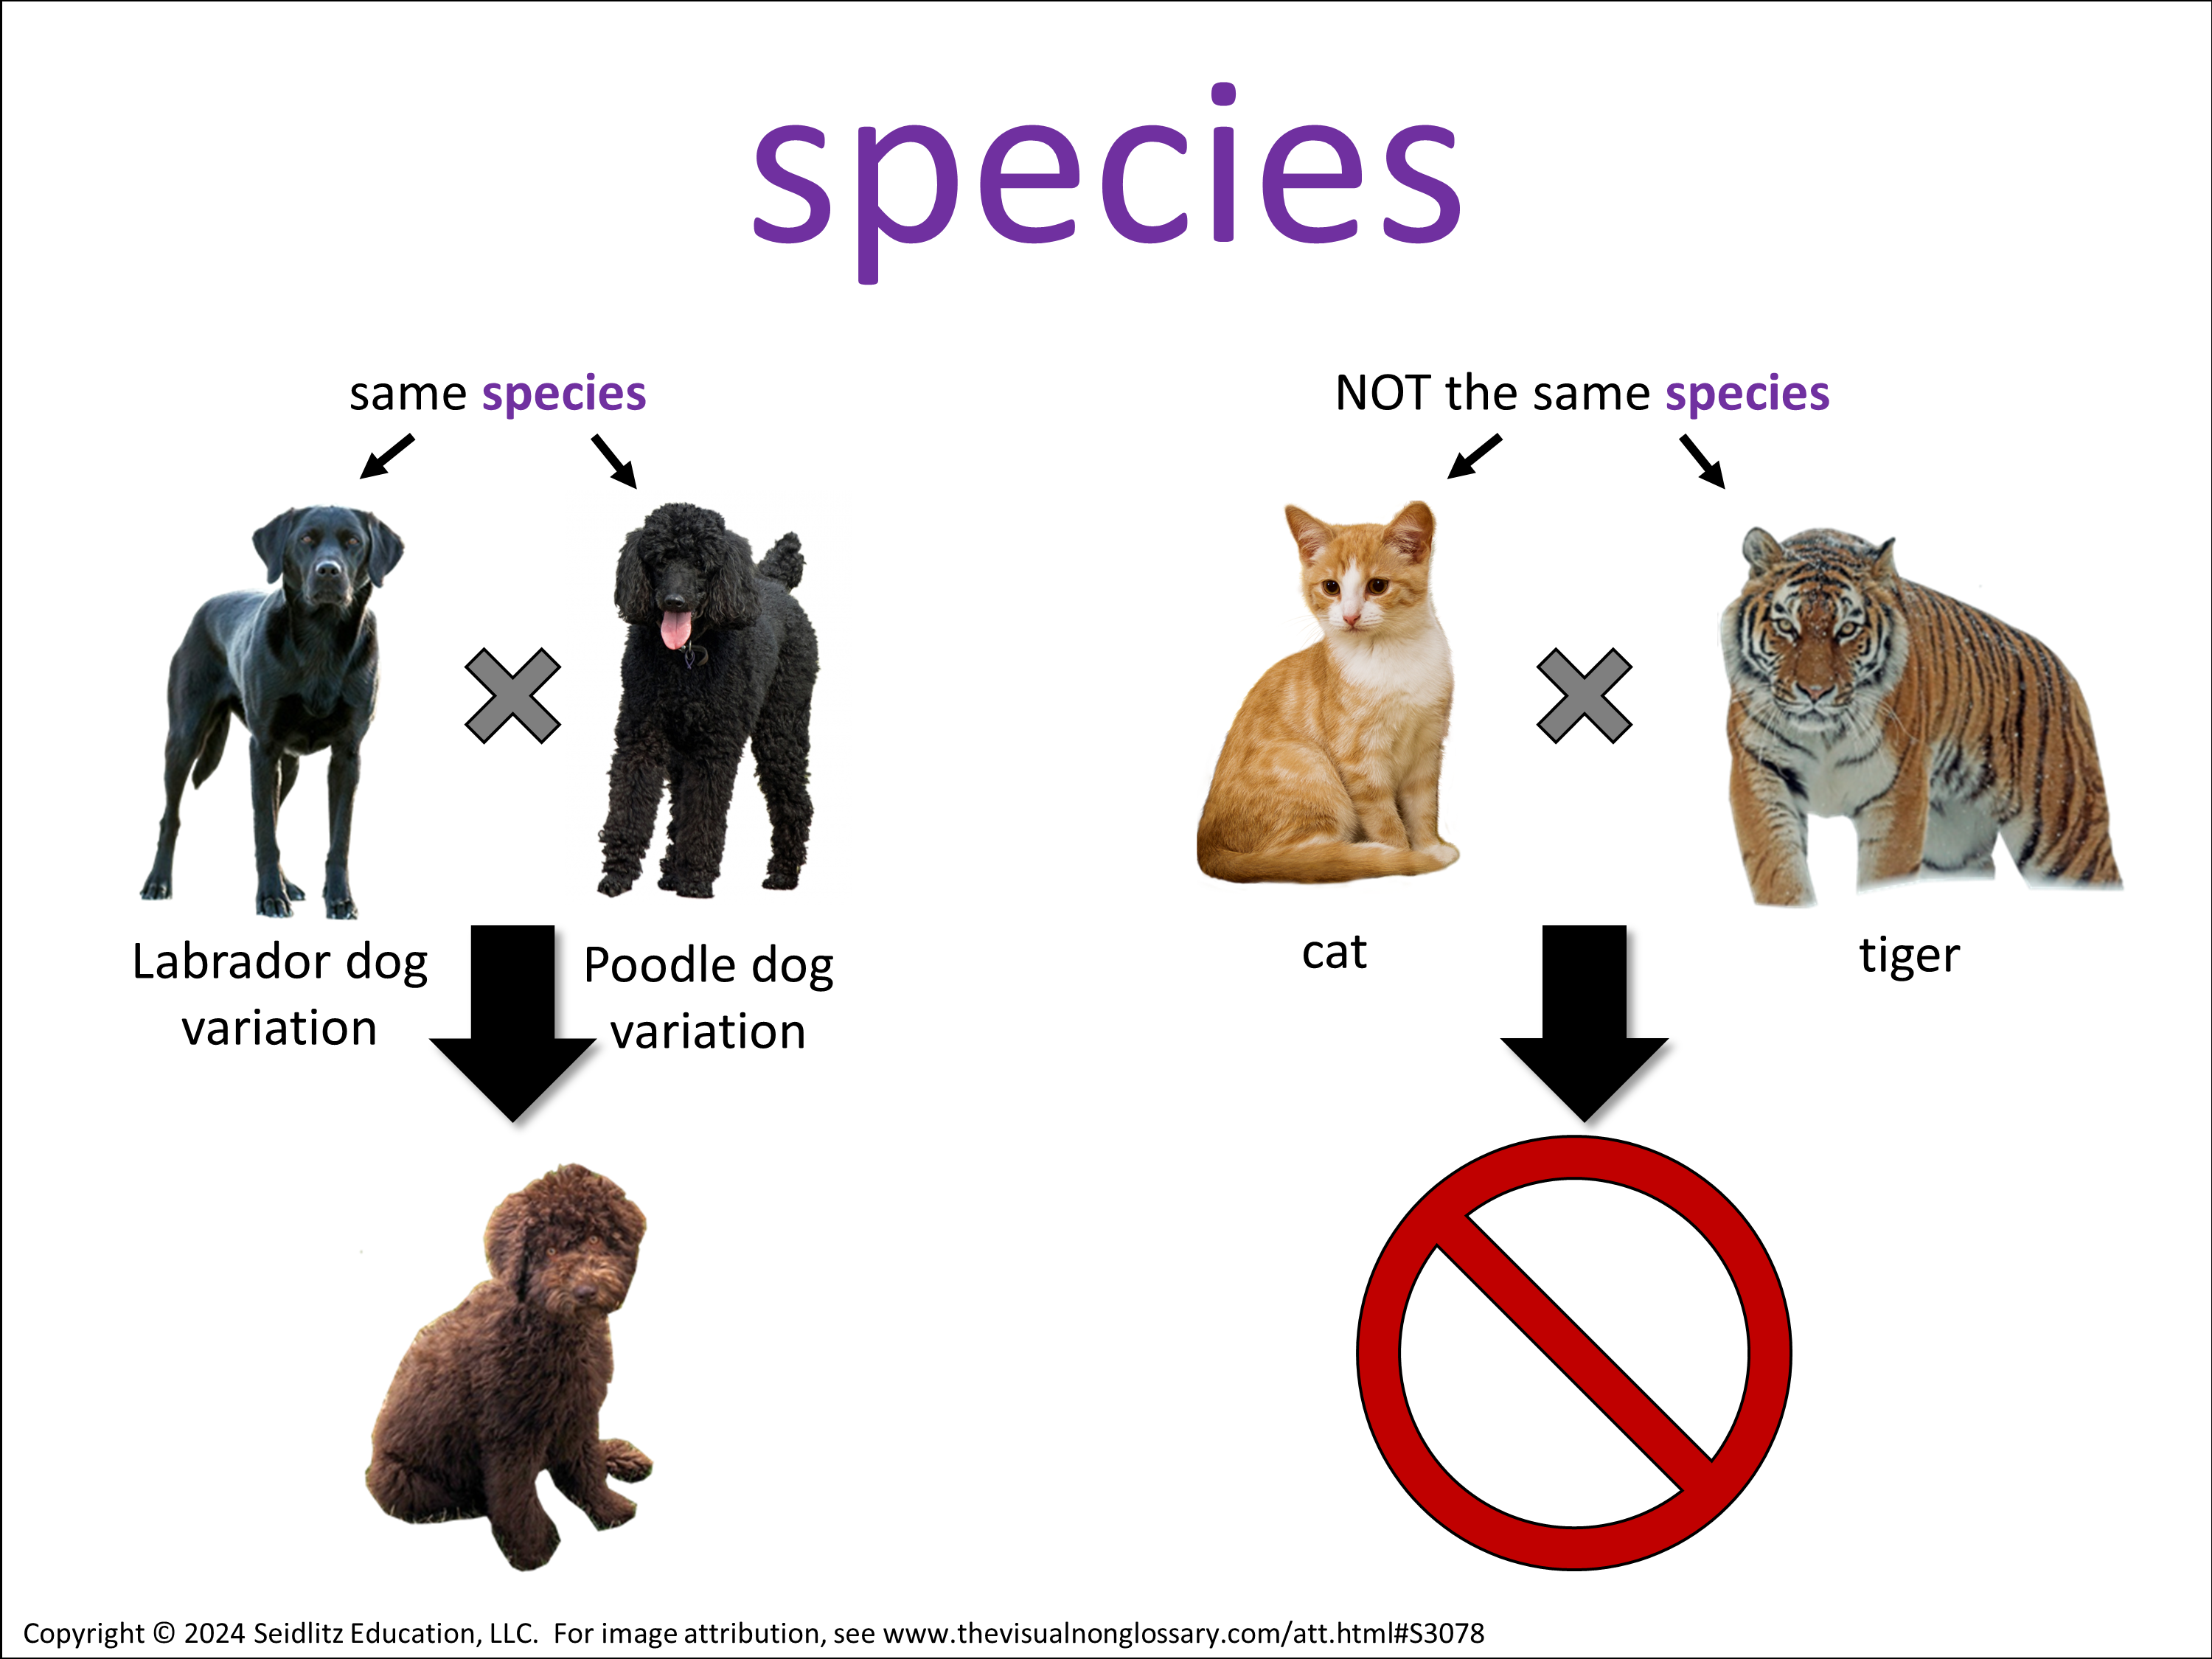 species
same species
NOT the same species
Labrador dog
variation
Poodle dog
variation
cat
tiger
Copyright © 2024 Seidlitz Education, LLC.  For image attribution, see www.thevisualnonglossary.com/att.html#S3078